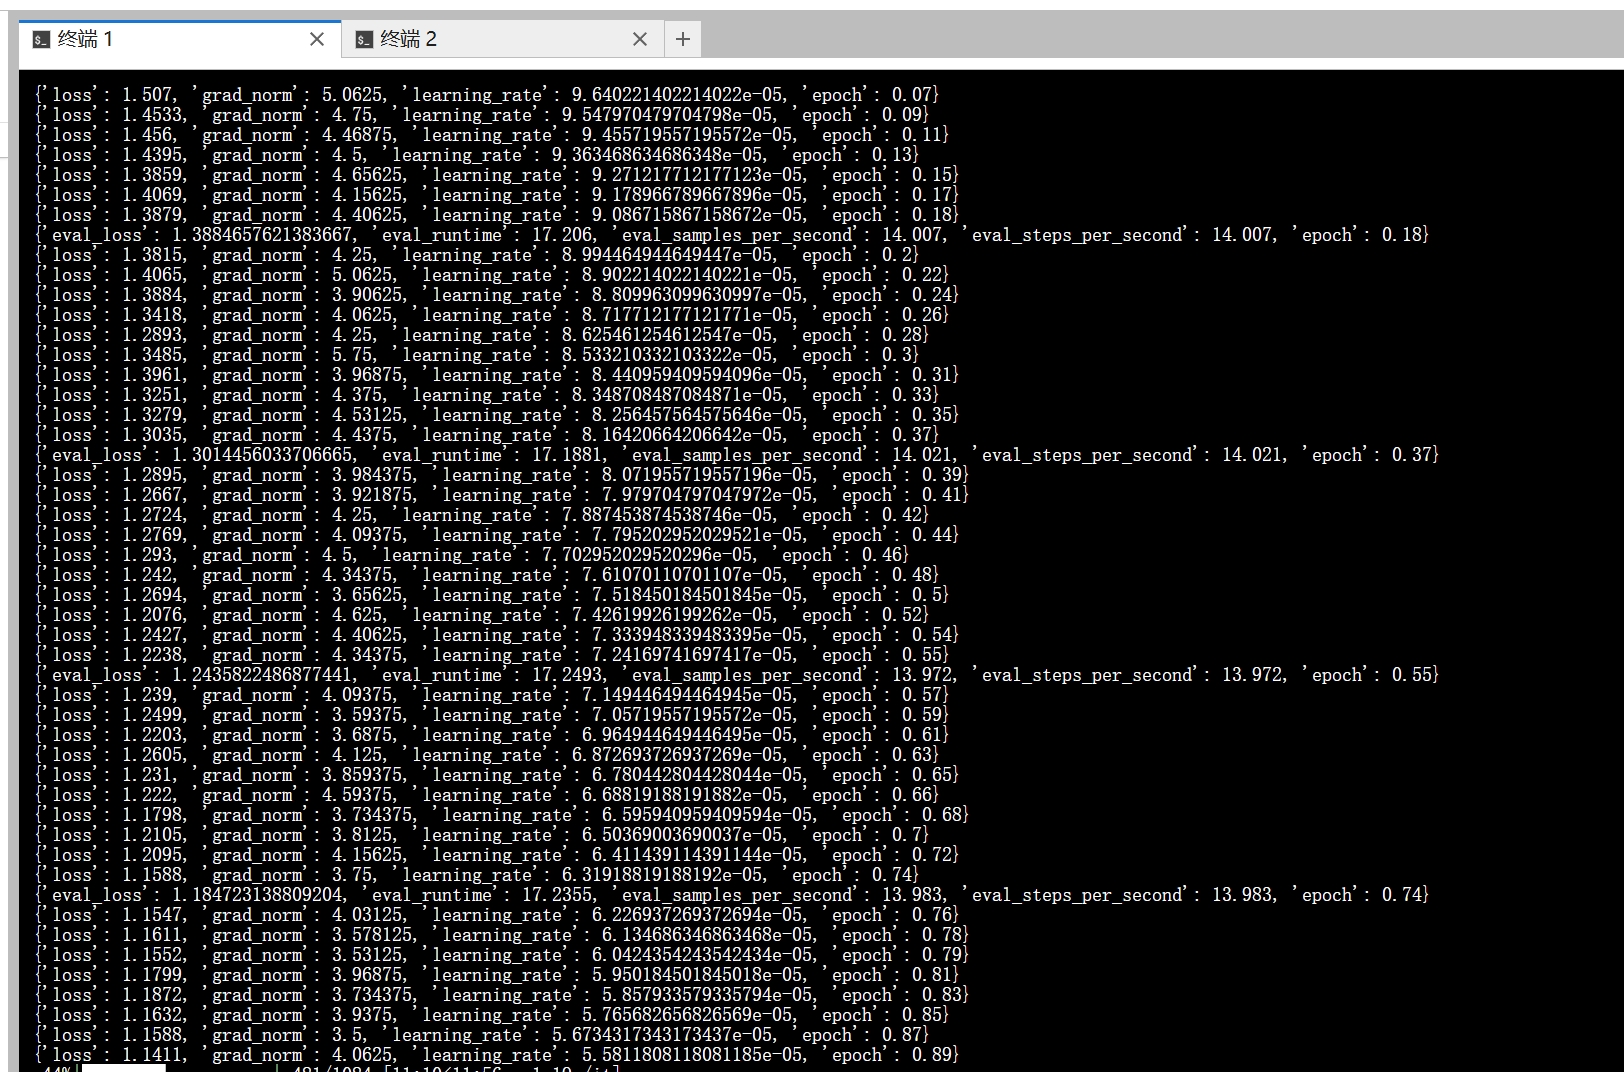 终端 1
终端 2
{'loss': 1.507, 'grad_norm': 5.0625, 'learning_rate': 9.640221402214022e-05, 'epoch': 0.07}
{'loss': 1.4533, 'grad_norm': 4.75, 'learning_rate': 9.547970479704798e-05, 'epoch': 0.09}
{'loss': 1.456, 'grad_norm': 4.46875, 'learning_rate': 9.455719557195572e-05, 'epoch': 0.11}
{'loss': 1.4395, 'grad_norm': 4.5, 'learning_rate': 9.363468634686348e-05, 'epoch': 0.13}
{'loss': 1.3859, 'grad_norm': 4.65625, 'learning_rate': 9.271217712177123e-05, 'epoch': 0.15}
{'loss': 1.4069, 'grad_norm': 4.15625, 'learning_rate': 9.178966789667896e-05, 'epoch': 0.17}
{'loss': 1.3879, 'grad_norm': 4.40625, 'learning_rate': 9.086715867158672e-05, 'epoch': 0.18}
{'eval_loss': 1.3884657621383667, 'eval_runtime': 17.206, 'eval_samples_per_second': 14.007, 'eval_steps_per_second': 14.007, 'epoch': 0.18}
{'loss': 1.3815, 'grad_norm': 4.25, 'learning_rate': 8.994464944649447e-05, 'epoch': 0.2}
{'loss': 1.4065, 'grad_norm': 5.0625, 'learning_rate': 8.902214022140221e-05, 'epoch': 0.22}
{'loss': 1.3884, 'grad_norm': 3.90625, 'learning_rate': 8.809963099630997e-05, 'epoch': 0.24}
{'loss': 1.3418, 'grad_norm': 4.0625, 'learning_rate': 8.717712177121771e-05, 'epoch': 0.26}
{'loss': 1.2893, 'grad_norm': 4.25, 'learning_rate': 8.625461254612547e-05, 'epoch': 0.28}
{'loss': 1.3485, 'grad_norm': 5.75, 'learning_rate': 8.533210332103322e-05, 'epoch': 0.3}
{'loss': 1.3961, 'grad_norm': 3.96875, 'learning_rate': 8.440959409594096e-05, 'epoch': 0.31}
{'loss': 1.3251, 'grad_norm': 4.375, 'learning_rate': 8.348708487084871e-05, 'epoch': 0.33}
{'loss': 1.3279, 'grad_norm': 4.53125, 'learning_rate': 8.256457564575646e-05, 'epoch': 0.35}
{'loss': 1.3035, 'grad_norm': 4.4375, 'learning_rate': 8.16420664206642e-05, 'epoch': 0.37}
{'eval_loss': 1.3014456033706665, 'eval_runtime': 17.1881, 'eval_samples_per_second': 14.021, 'eval_steps_per_second': 14.021, 'epoch': 0.37}
{'loss': 1.2895, 'grad_norm': 3.984375, 'learning_rate': 8.071955719557196e-05, 'epoch': 0.39}
{'loss': 1.2667, 'grad_norm': 3.921875, 'learning_rate': 7.979704797047972e-05, 'epoch': 0.41}
{'loss': 1.2724, 'grad_norm': 4.25, 'learning_rate': 7.887453874538746e-05, 'epoch': 0.42}
{'loss': 1.2769, 'grad_norm': 4.09375, 'learning_rate': 7.795202952029521e-05, 'epoch': 0.44}
{'loss': 1.293, 'grad_norm': 4.5, 'learning_rate': 7.702952029520296e-05, 'epoch': 0.46}
{'loss': 1.242, 'grad_norm': 4.34375, 'learning_rate': 7.61070110701107e-05, 'epoch': 0.48}
{'loss': 1.2694, 'grad_norm': 3.65625, 'learning_rate': 7.518450184501845e-05, 'epoch': 0.5}
{'loss': 1.2076, 'grad_norm': 4.625, 'learning_rate': 7.42619926199262e-05, 'epoch': 0.52}
{'loss': 1.2427, 'grad_norm': 4.40625, 'learning_rate': 7.333948339483395e-05, 'epoch': 0.54}
{'loss': 1.2238, 'grad_norm': 4.34375, 'learning_rate': 7.24169741697417e-05, 'epoch': 0.55}
{'eval_loss': 1.2435822486877441, 'eval_runtime': 17.2493, 'eval_samples_per_second': 13.972, 'eval_steps_per_second': 13.972, 'epoch': 0.55}
{'loss': 1.239, 'grad_norm': 4.09375, 'learning_rate': 7.149446494464945e-05, 'epoch': 0.57}
{'loss': 1.2499, 'grad_norm': 3.59375, 'learning_rate': 7.05719557195572e-05, 'epoch': 0.59}
{'loss': 1.2203, 'grad_norm': 3.6875, 'learning_rate': 6.964944649446495e-05, 'epoch': 0.61}
{'loss': 1.2605, 'grad_norm': 4.125, 'learning_rate': 6.872693726937269e-05, 'epoch': 0.63}
{'loss': 1.231, 'grad_norm': 3.859375, 'learning_rate': 6.780442804428044e-05, 'epoch': 0.65}
{'loss': 1.222, 'grad_norm': 4.59375, 'learning_rate': 6.68819188191882e-05, 'epoch': 0.66}
{'loss': 1.1798, 'grad_norm': 3.734375, 'learning_rate': 6.595940959409594e-05, 'epoch': 0.68}
{'loss': 1.2105, 'grad_norm': 3.8125, 'learning_rate': 6.50369003690037e-05, 'epoch': 0.7}
{'loss': 1.2095, 'grad_norm': 4.15625, 'learning_rate': 6.411439114391144e-05, 'epoch': 0.72}
{'loss': 1.1588, 'grad_norm': 3.75, 'learning_rate': 6.31918819188192e-05, 'epoch': 0.74}
{'eval_loss': 1.184723138809204, 'eval_runtime': 17.2355, 'eval_samples_per_second': 13.983, 'eval_steps_per_second': 13.983, 'epoch': 0.74}
{'loss': 1.1547, 'grad_norm': 4.03125, 'learning_rate': 6.226937269372694e-05, 'epoch': 0.76}
{'loss': 1.1611, 'grad_norm': 3.578125, 'learning_rate': 6.134686346863468e-05, 'epoch': 0.78}
{'loss': 1.1552, 'grad_norm': 3.53125, 'learning_rate': 6.042435424354243​4e-05, 'epoch': 0.79}
{'loss': 1.1799, 'grad_norm': 3.96875, 'learning_rate': 5.950184501845018e-05, 'epoch': 0.81}
{'loss': 1.1872, 'grad_norm': 3.734375, 'learning_rate': 5.857933579335794e-05, 'epoch': 0.83}
{'loss': 1.1632, 'grad_norm': 3.9375, 'learning_rate': 5.765682656826569e-05, 'epoch': 0.85}
{'loss': 1.1588, 'grad_norm': 3.5, 'learning_rate': 5.6734317343173437e-05, 'epoch': 0.87}
{'loss': 1.1411, 'grad_norm': 4.0625, 'learning_rate': 5.5811808118081185e-05, 'epoch': 0.89}